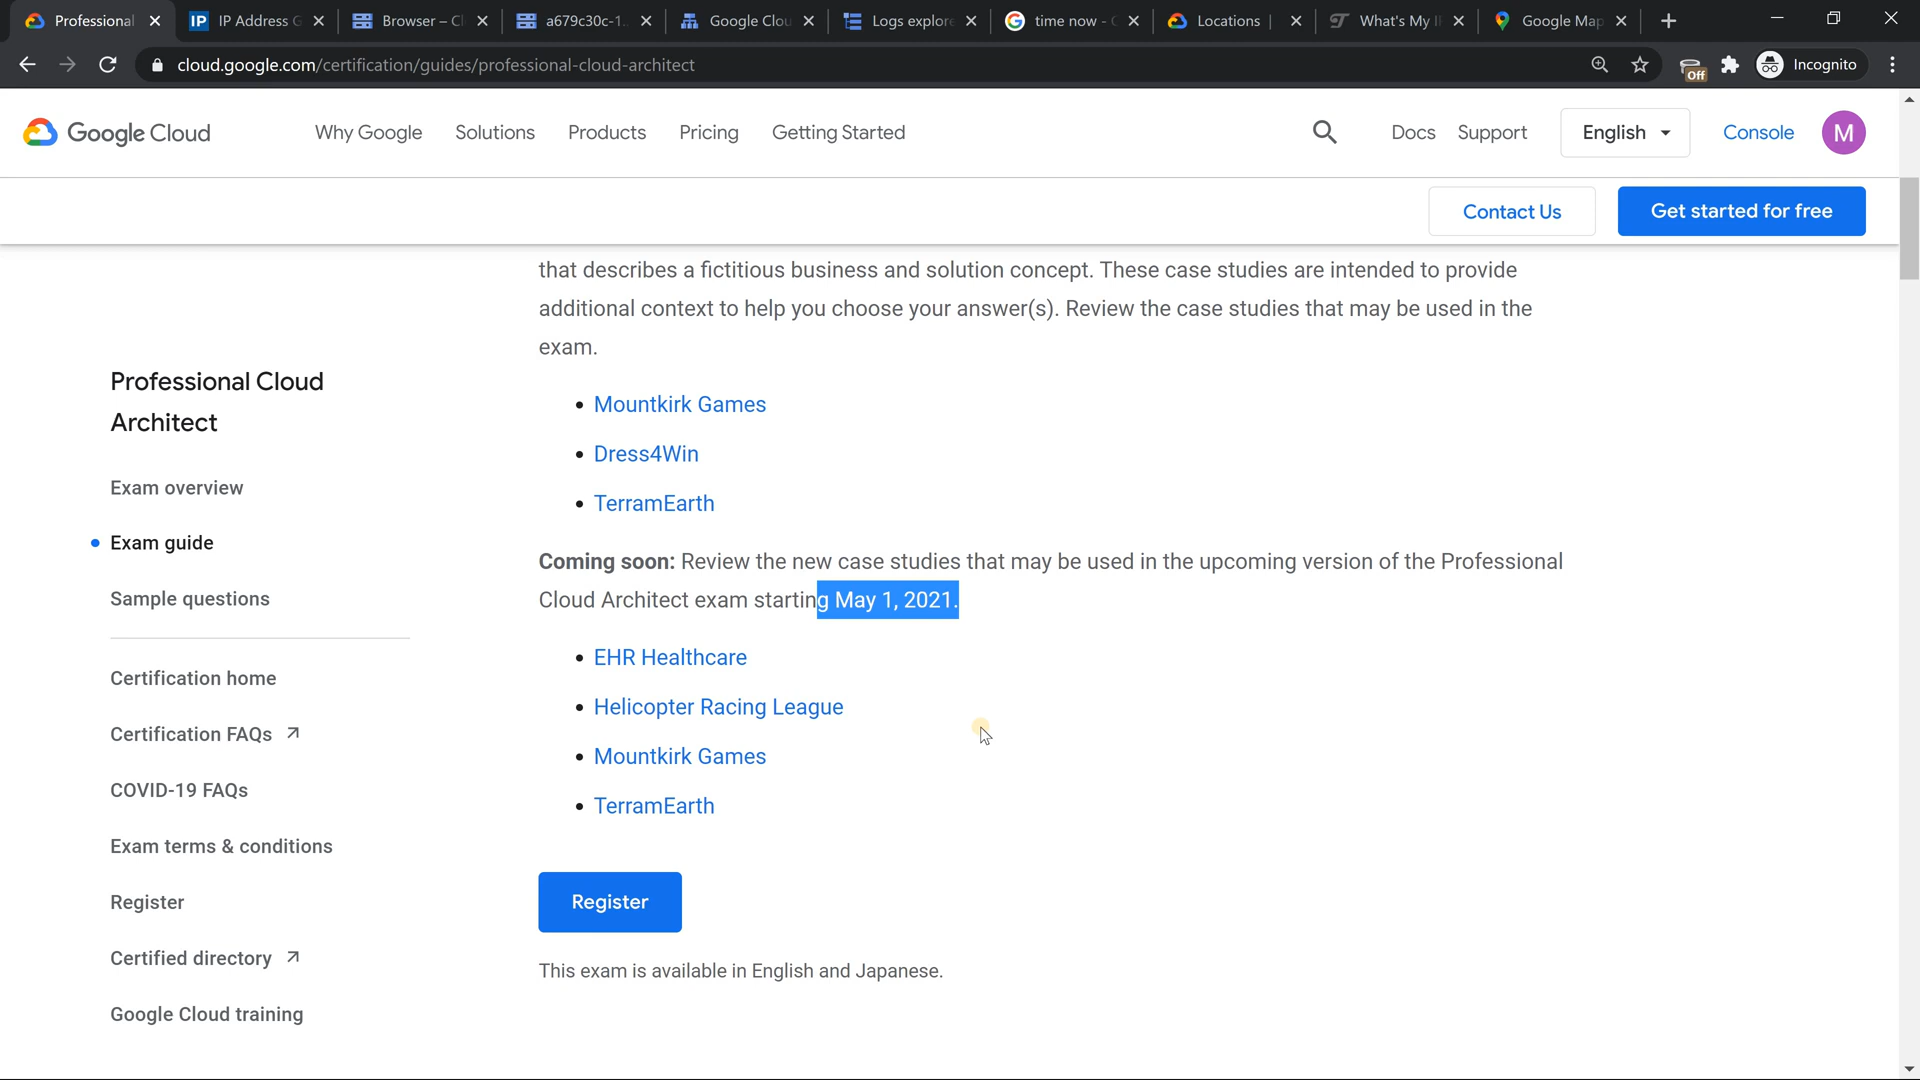 Professional
IP Address G
Browser – Cl
a679c30c-1
Google Clou
Logs explore
time now - G
Locations |
What's My I
Google Map
cloud.google.com/certification/guides/professional-cloud-architect
Off
Incognito
Google Cloud
Why Google
Solutions
Products
Pricing
Getting Started
Docs
Support
English
Console
M
Contact Us
Get started for free
that describes a fictitious business and solution concept. These case studies are intended to provide
additional context to help you choose your answer(s). Review the case studies that may be used in the
exam.
Mountkirk Games
Dress4Win
TerramEarth
Coming soon: Review the new case studies that may be used in the upcoming version of the Professional
Cloud Architect exam starting May 1, 2021.
EHR Healthcare
Helicopter Racing League
Mountkirk Games
TerramEarth
Register
This exam is available in English and Japanese.
Professional Cloud
Architect
Exam overview
Exam guide
Sample questions
Certification home
Certification FAQs
COVID-19 FAQs
Exam terms & conditions
Register
Certified directory
Google Cloud training